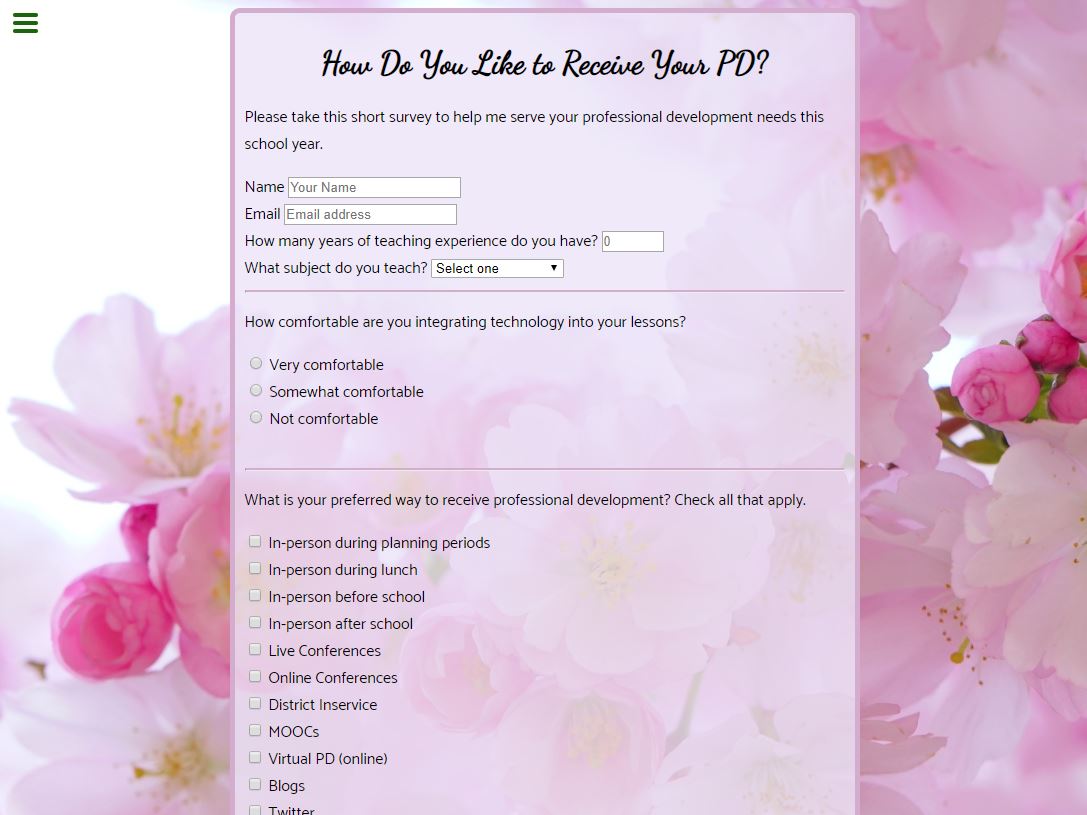 How Do You Like to Receive Your PD?
Please take this short survey to help me serve your professional development needs this
school year.
Name Your Name
Email Email address
How many years of teaching experience do you have? 0
What subject do you teach? Select one
How comfortable are you integrating technology into your lessons?
Very comfortable
Somewhat comfortable
Not comfortable
What is your preferred way to receive professional development? Check all that apply.
In-person during planning periods
In-person during lunch
In-person before school
In-person after school
Live Conferences
Online Conferences
District Inservice
MOOCs
Virtual PD (online)
Blogs
Twitter